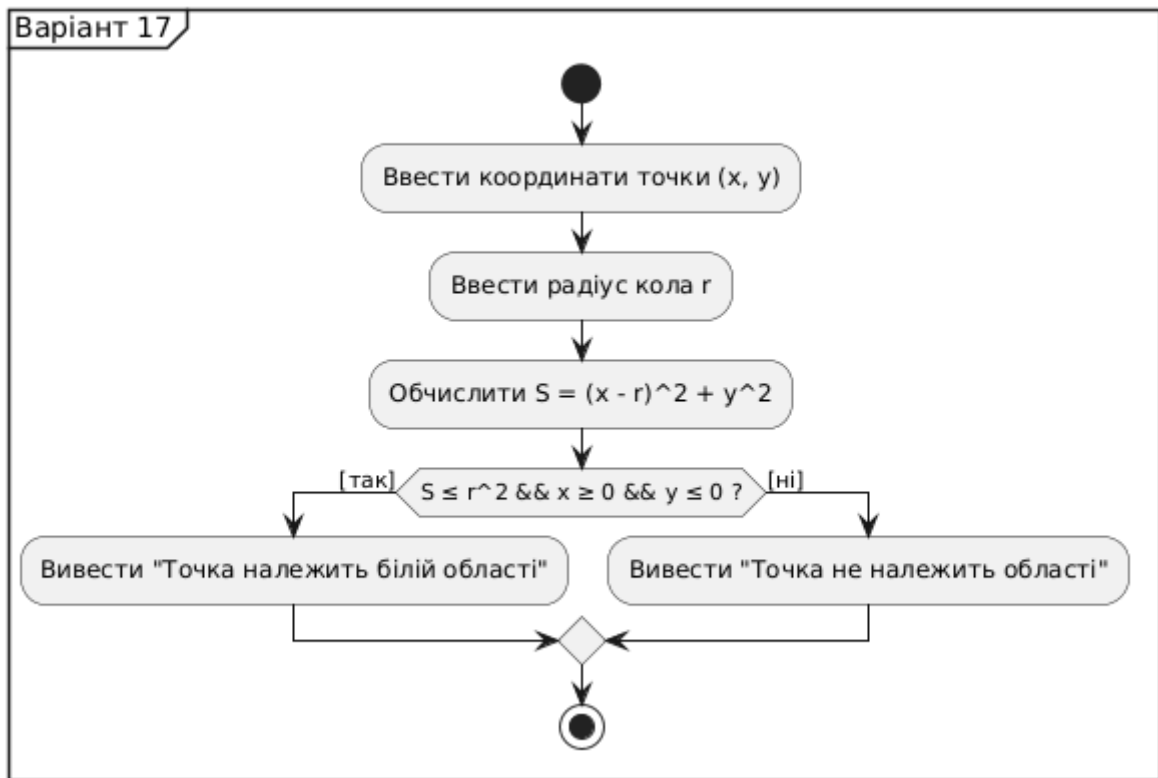 Варіант 17
Ввести координати точки (x, y)
Ввести радіус кола r
Обчислити S = (x - r)^2 + y^2
[так]
S ≤ r^2 && x ≥ 0 && y ≤ 0 ?
[ні]
Вивести "Точка належить білій області"
Вивести "Точка не належить області"